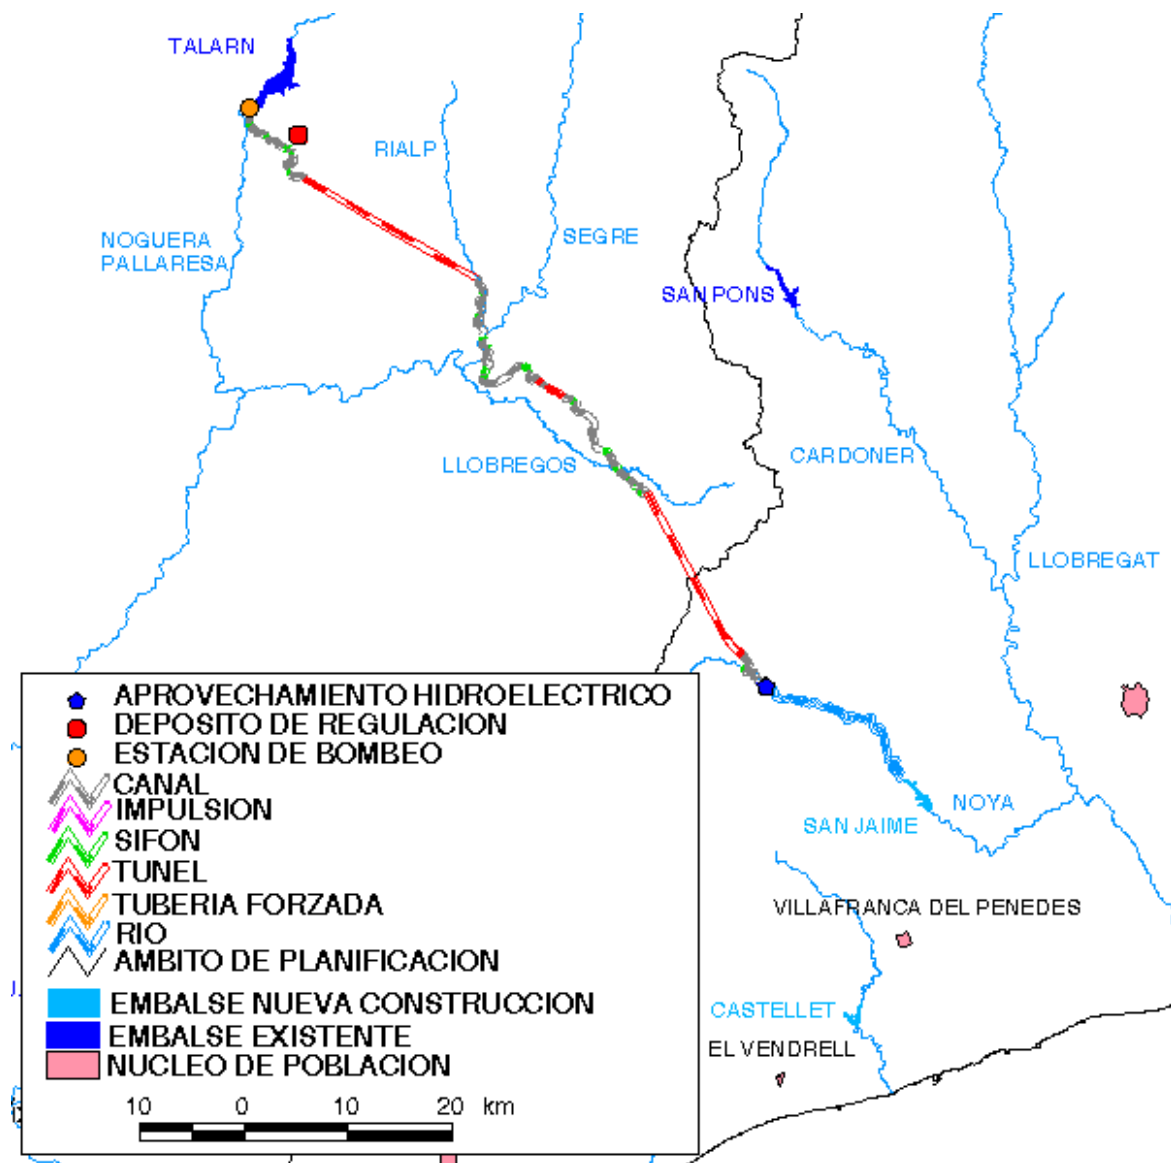 TALARN
RIALP
NOGUERA
PALLARESA
SEGRE
SAN PONS
LLOBREGOS
CARDONER
LLOBREGAT
APROVECHAMIENTO HIDROELECTRICO
DEPOSITO DE REGULACION
ESTACION DE BOMBEO
CANAL
IMPULSION
SIFON
TUNEL
TUBERIA FORZADA
RIO
AMBITO DE PLANIFICACION
EMBALSE NUEVA CONSTRUCCION
EMBALSE EXISTENTE
NUCLEO DE POBLACION
10 0 10 20 km
NOYA
SAN JAIME
VILLAFRANCA DEL PENEDES
CASTELLET
EL VENDRELL